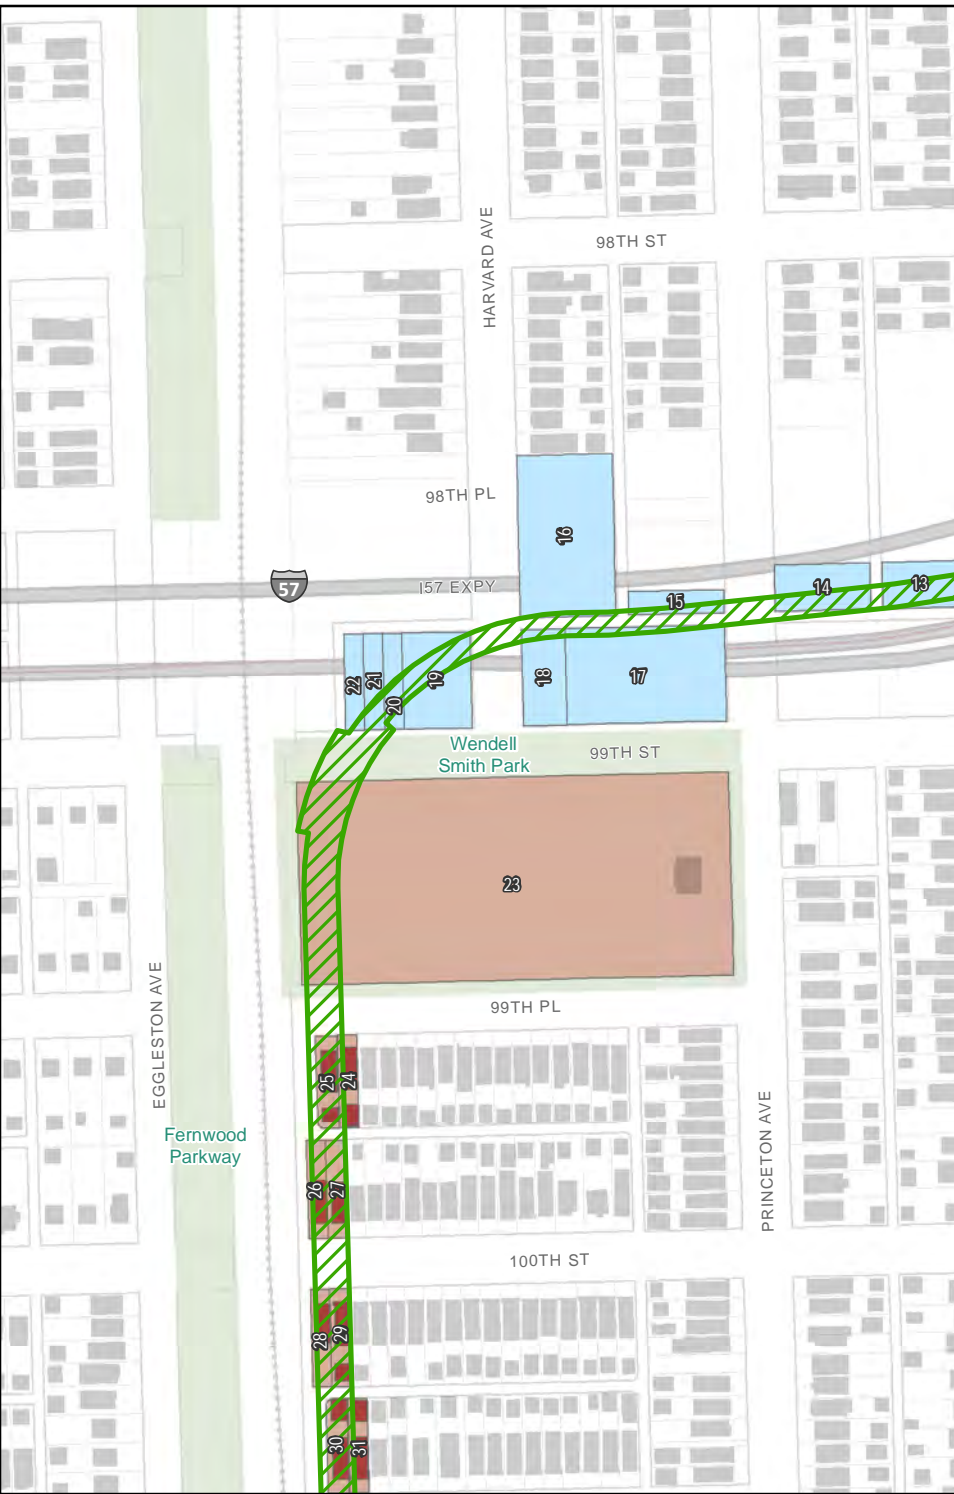 HARVARD AVE
98TH ST
98TH PL
16
57
I57 EXPY
15
14
13
22
21
20
19
18
17
Wendell
Smith Park
99TH ST
23
99TH PL
EGGLESTON AVE
25
24
Fernwood
Parkway
26
27
PRINCETON AVE
100TH ST
28
29
30
31